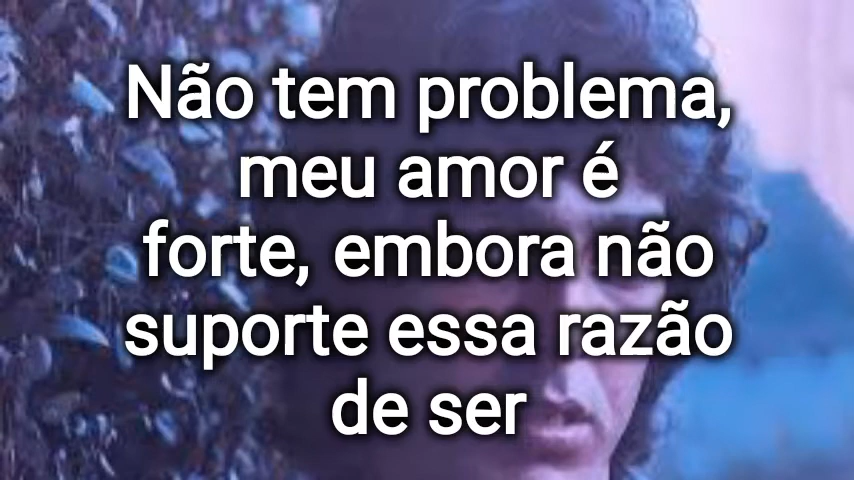 Não tem problema,
meu amor é
forte, embora não
suporte essa razão
de ser